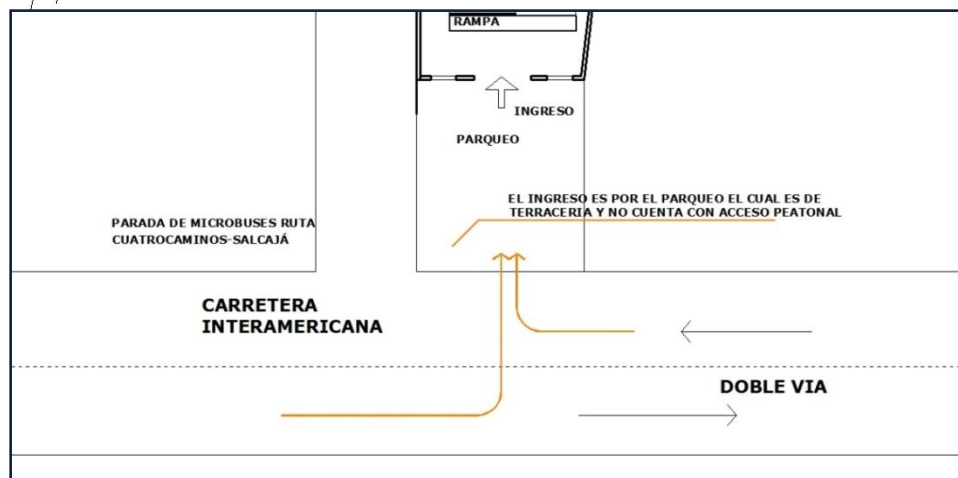 RAMPA
INGRESO
PARQUEO
EL INGRESO ES POR EL PARQUEO EL CUAL ES DE
TERRACERIA Y NO CUENTA CON ACCESO PEATONAL
PARADA DE MICROBUSES RUTA
CUATROCAMINOS-SALCAJÁ
CARRETERA
INTERAMERICANA
DOBLE VIA